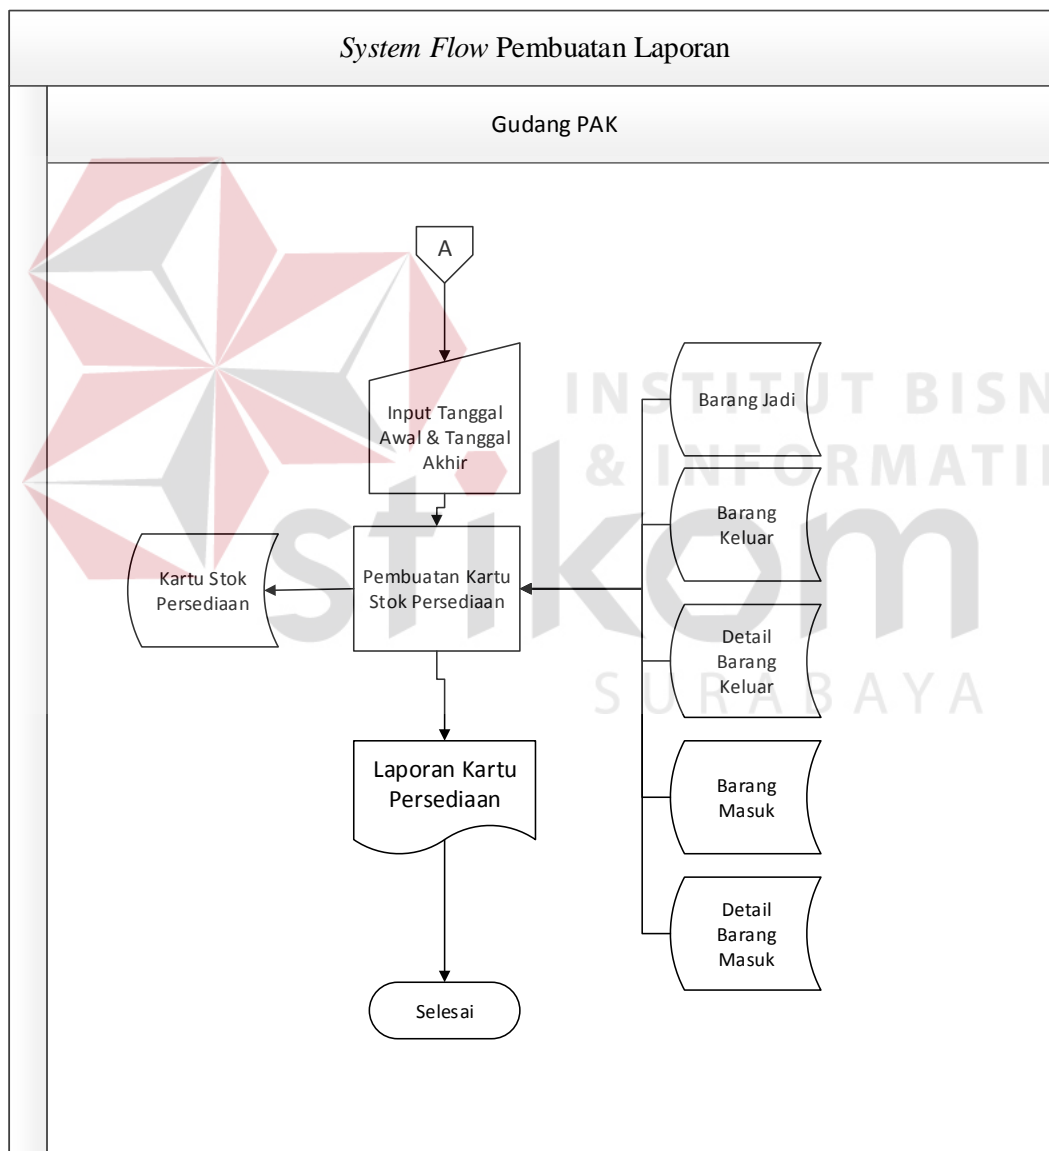 System Flow Pembuatan Laporan
Gudang PAK
A
Input Tanggal
Awal & Tanggal
Akhir
Pembuatan Kartu
Stok Persediaan
Kartu Stok
Persediaan
Laporan Kartu
Persediaan
Selesai
Barang Jadi
Barang
Keluar
Detail
Barang
Keluar
Barang
Masuk
Detail
Barang
Masuk
INSTITUT BISN
& INFORMATI
stikom
SURABAYA